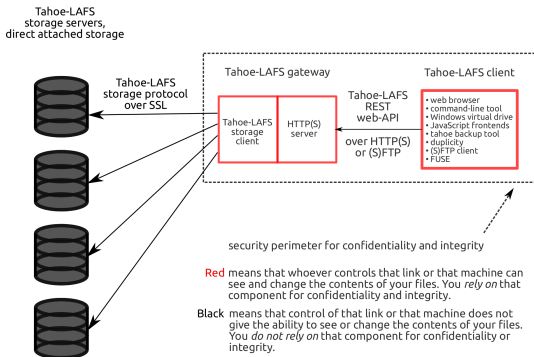 Tahoe-LAFS
storage servers,
direct attached storage
Tahoe-LAFS
storage protocol
over SSL
Tahoe-LAFS gateway
Tahoe-LAFS
storage
client
HTTP(S)
server
Tahoe-LAFS
REST
web-API
over HTTP(S)
or (S)FTP
Tahoe-LAFS client
• web browser
• command-line tool
• Windows virtual drive
• JavaScript frontends
• tahoe backup tool
• duplicity
• (S)FTP client
• FUSE
security perimeter for confidentiality and integrity
Red means that whoever controls that link or that machine can
see and change the contents of your files. You rely on that
component for confidentiality and integrity.
Black means that control of that link or that machine does not
give the ability to see or change the contents of your files.
You do not rely on that component for confidentiality or
integrity.